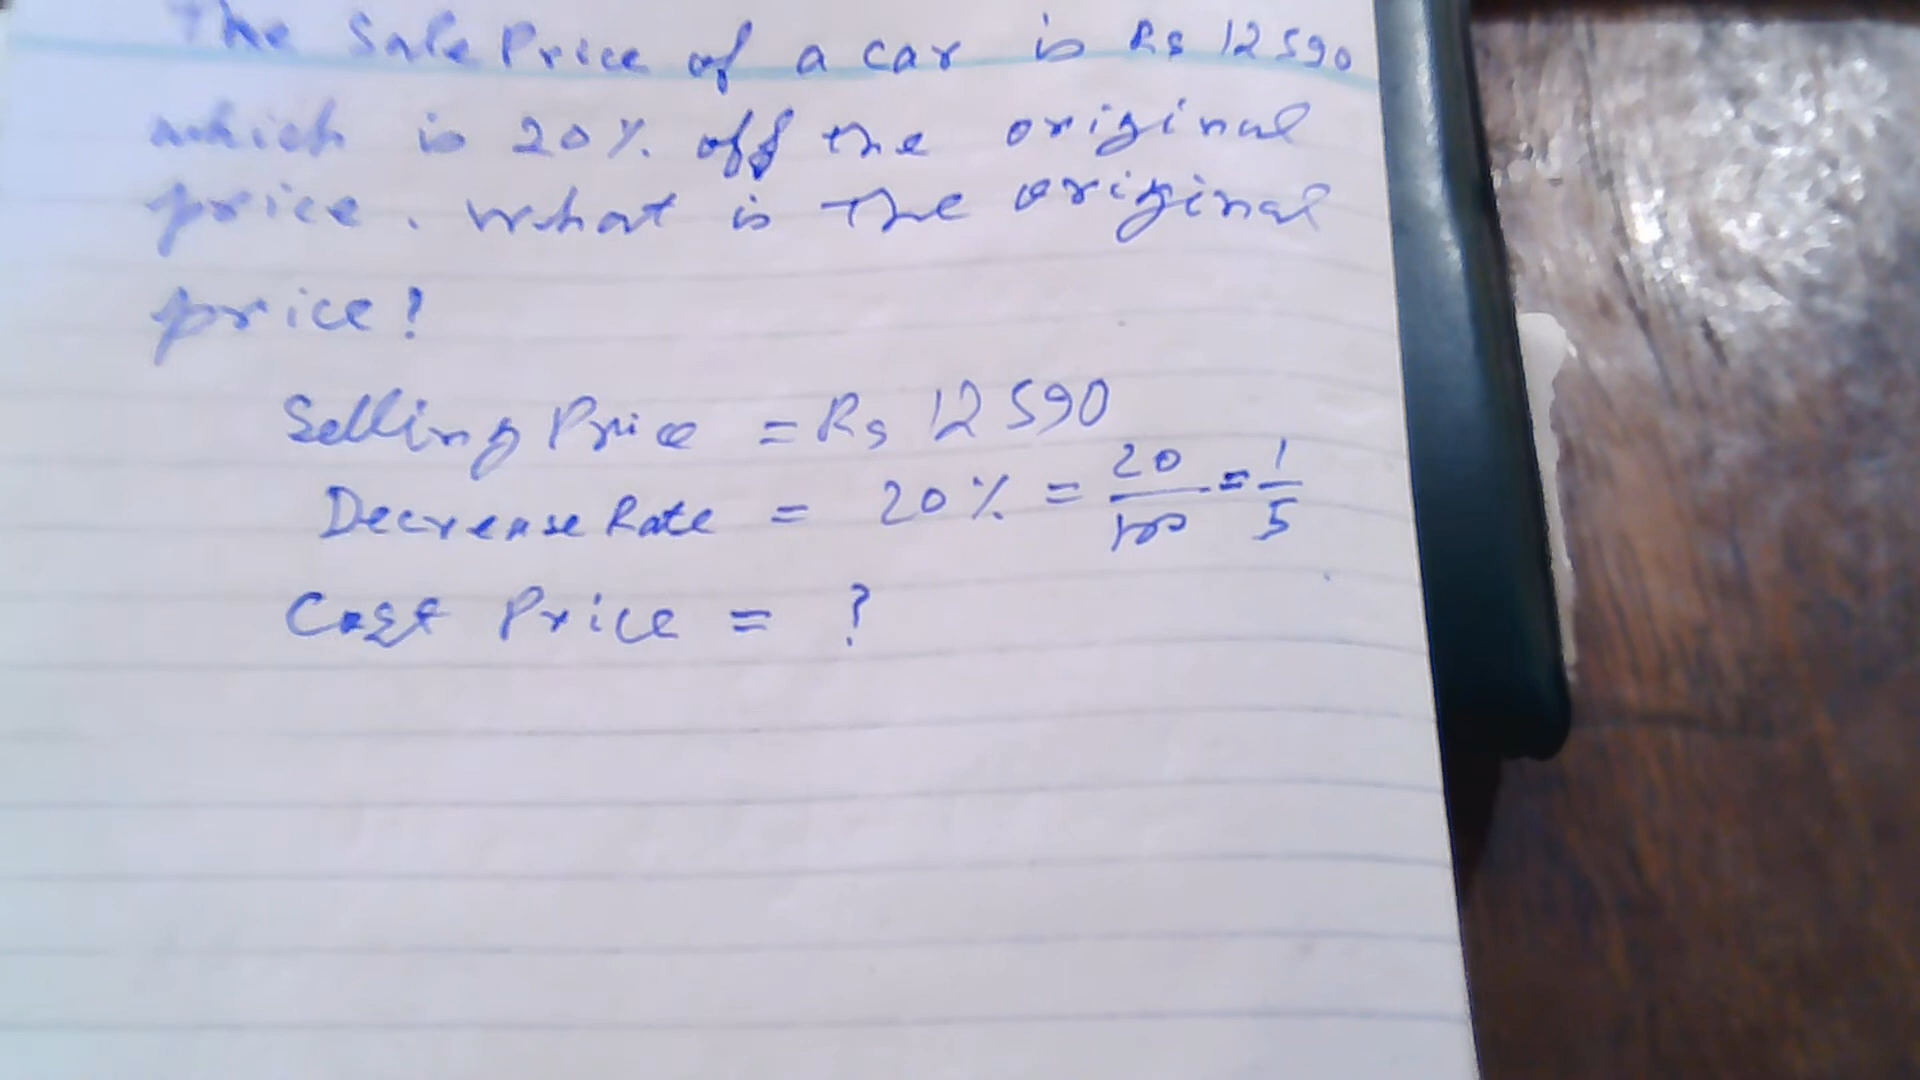 The Sale Price of a car is Rs 12590
which is 20%. off the original
price. What is the original
price?
Selling Price = Rs 12590
Decrease Rate = 20% = 20/100 = 1/5
Cost Price = ?